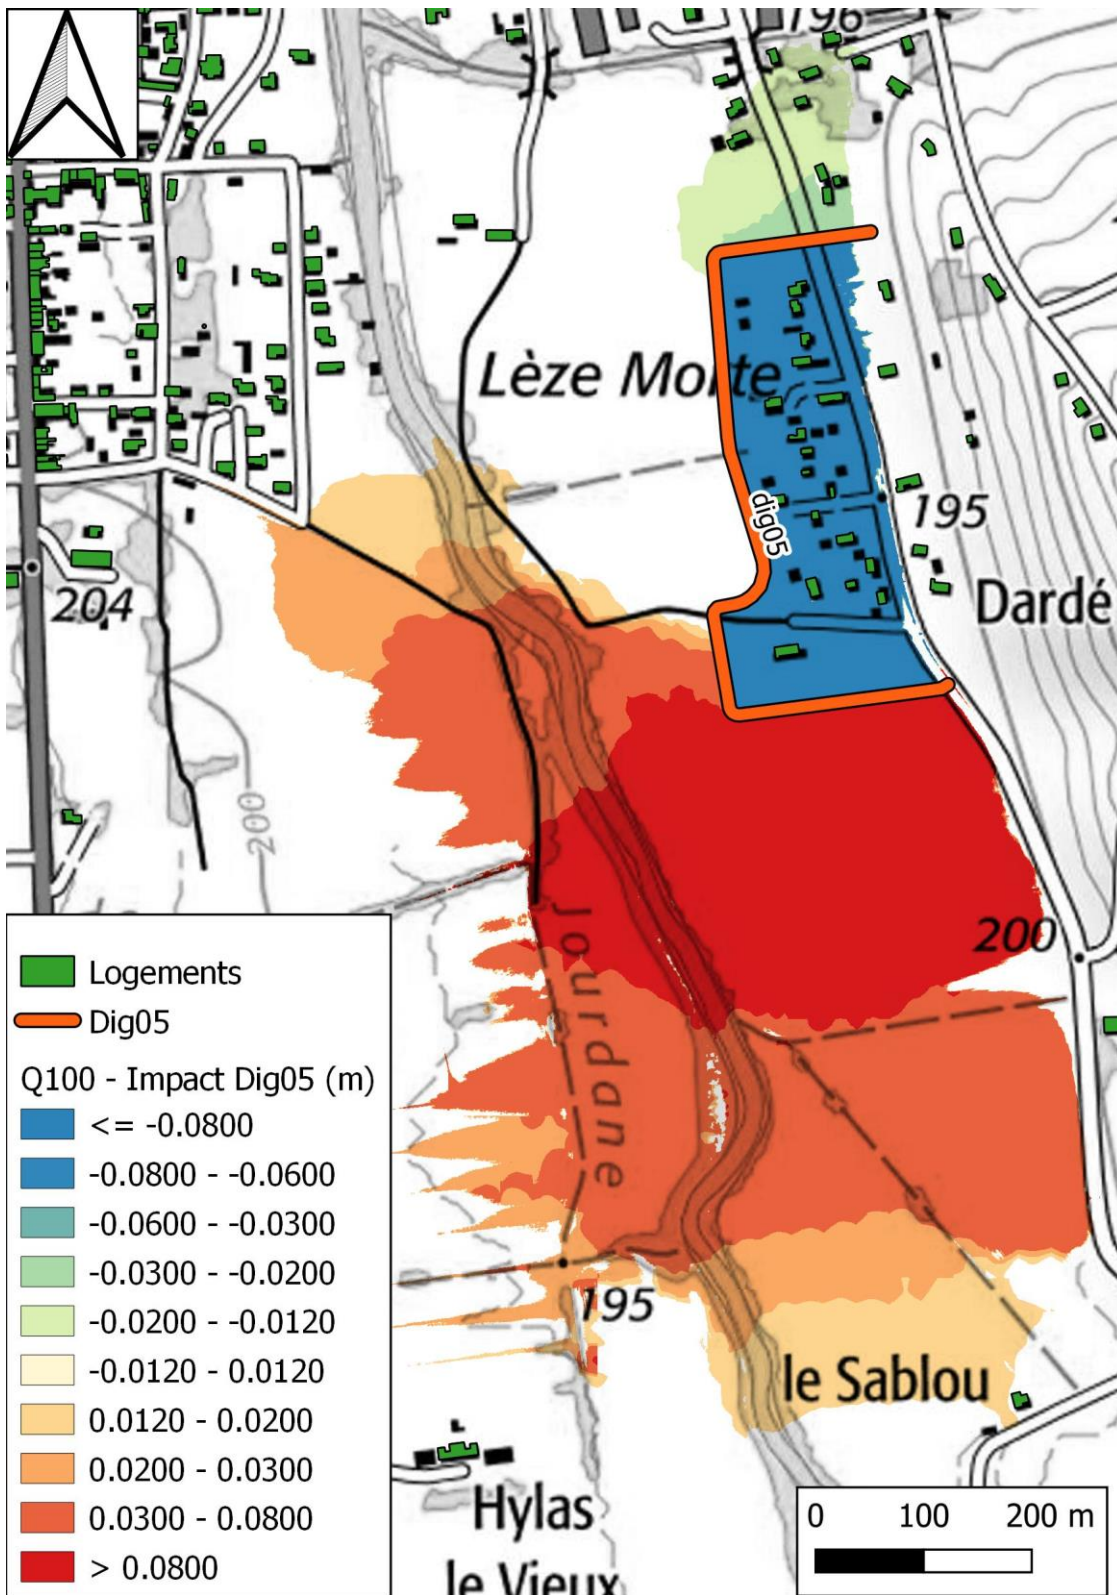 196
Lèze Morte
dig05
195
Dardé
204
200
200
Jourdane
195
le Sablou
Hylas
le Vieux
Logements
Dig05
Q100 - Impact Dig05 (m)
<= -0.0800
-0.0800 - -0.0600
-0.0600 - -0.0300
-0.0300 - -0.0200
-0.0200 - -0.0120
-0.0120 - 0.0120
0.0120 - 0.0200
0.0200 - 0.0300
0.0300 - 0.0800
> 0.0800
0 100 200 m